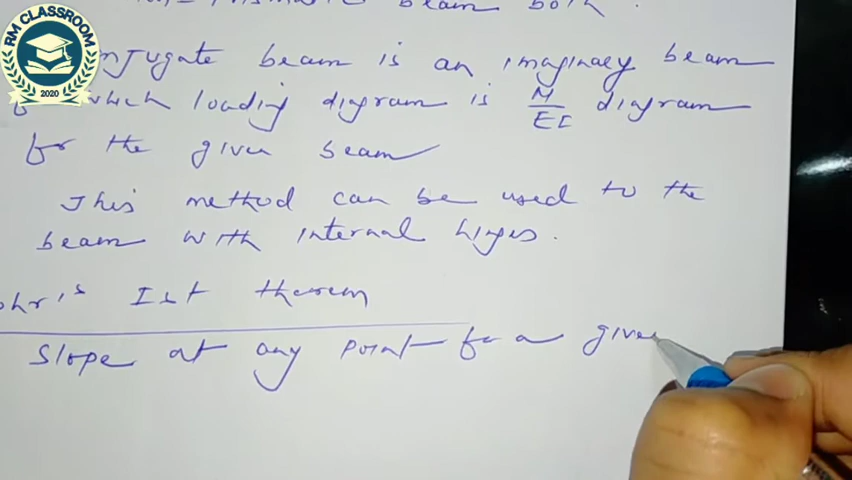 RM CLASSROOM
2020
beam both.
njugate beam is an imaginary beam
which loading diagram is M/EI diagram
for the given beam
This method can be used to the
beam with internal hinges.
ohr's Ist theorem
Slope at any point for a given